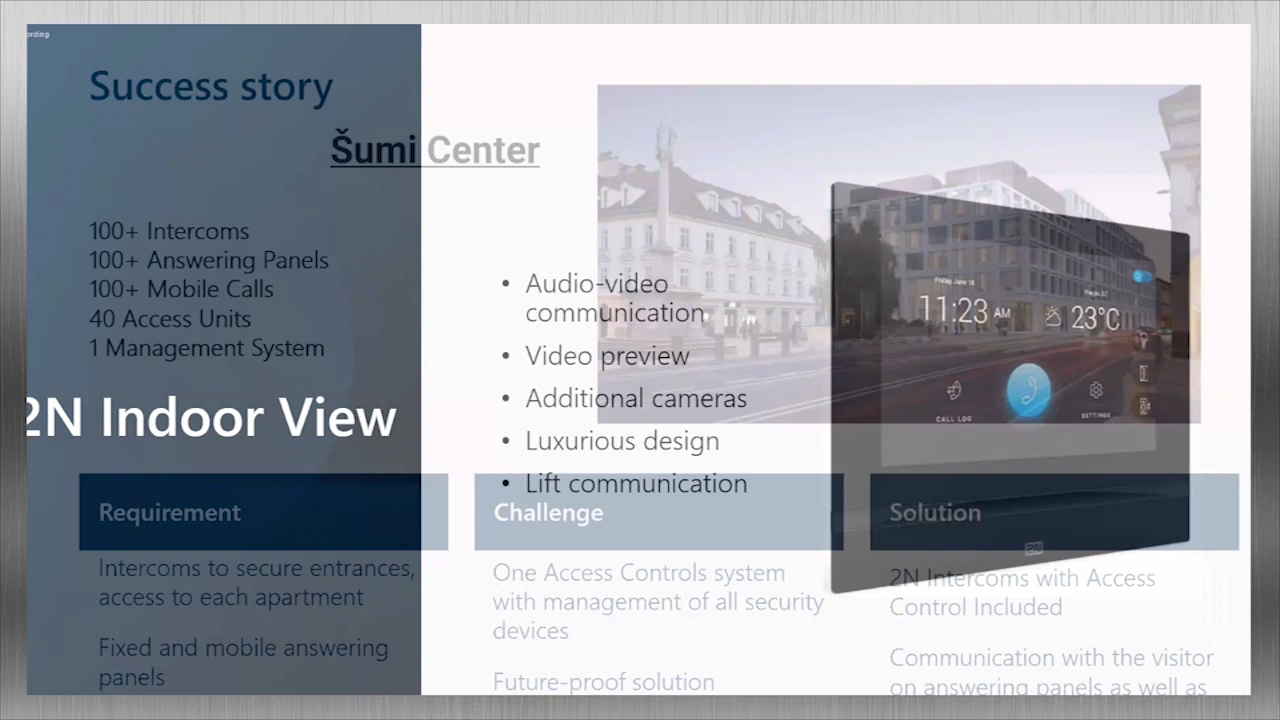 ording
Success story
Šumi Center
100+ Intercoms
100+ Answering Panels
100+ Mobile Calls
40 Access Units
1 Management System
2N Indoor View
• Audio-video
communication
• Video preview
• Additional cameras
• Luxurious design
• Lift communication
Friday June 18
11:23 AM
23°C
CALL LOG
SETTINGS
2N
Requirement
Intercoms to secure entrances,
access to each apartment
Fixed and mobile answering
panels
Challenge
One Access Controls system
with management of all security
devices
Future-proof solution
Solution
2N Intercoms with Access
Control Included
Communication with the visitor
on answering panels as well as